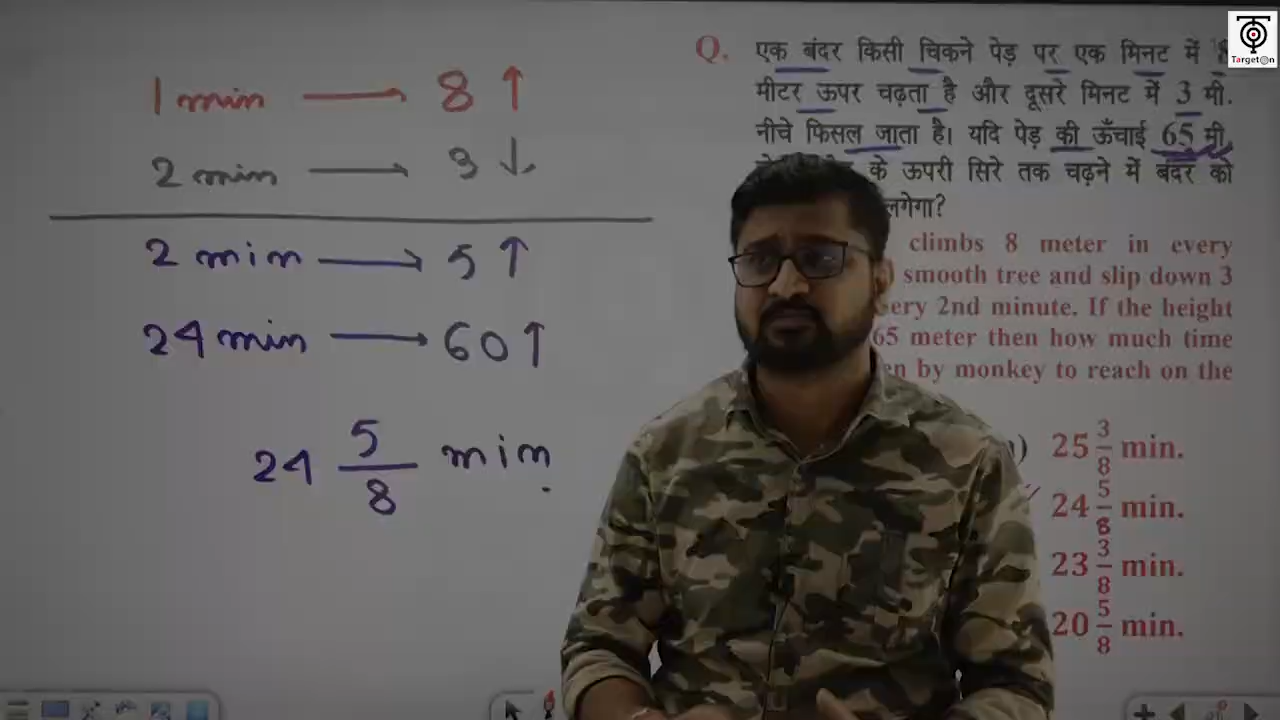 1 min → 8 ↑
2 min → 3 ↓
2 min → 5 ↑
24 min → 60 ↑
24 5/8 min.
TargetOn
Q. एक बंदर किसी चिकने पेड़ पर एक मिनट में 8
मीटर ऊपर चढ़ता है और दूसरे मिनट में 3 मी.
नीचे फिसल जाता है। यदि पेड़ की ऊँचाई 65 मी.
के ऊपरी सिरे तक चढ़ने में बंदर को
लगेगा?
climbs 8 meter in every
smooth tree and slip down 3
2nd minute. If the height
65 meter then how much time
by monkey to reach on the
25 3/8 min.
24 5/8 min.
23 3/8 min.
20 5/8 min.